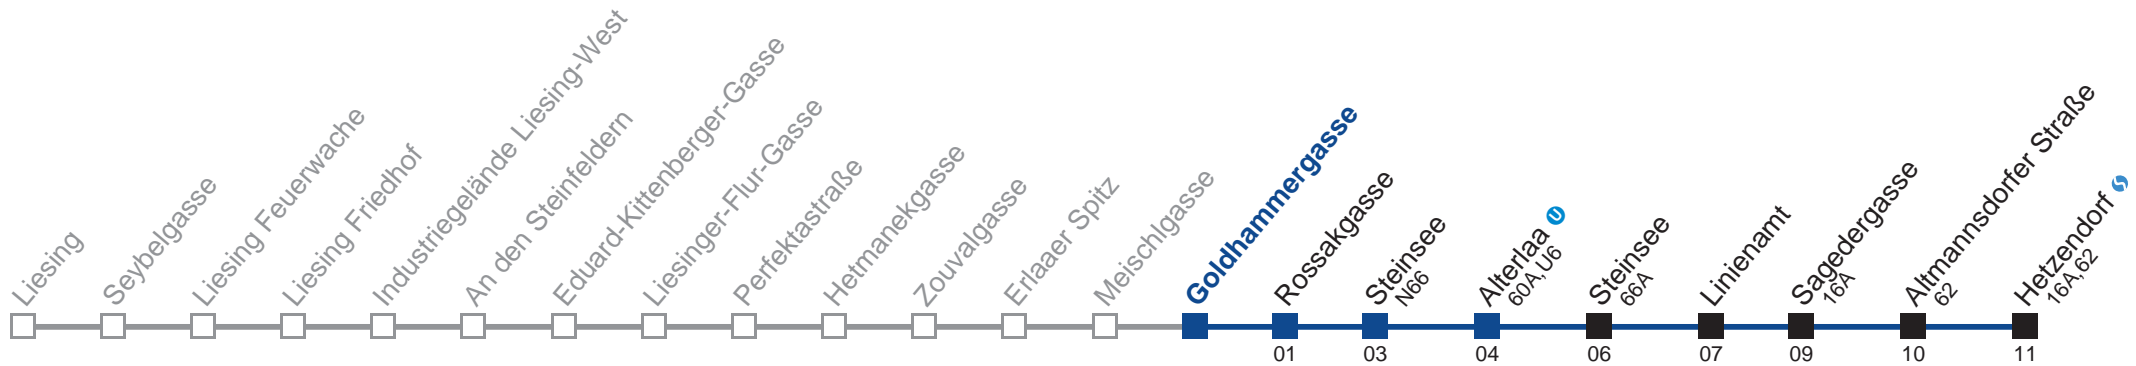 Liesing
Seybelgasse
Liesing Feuerwache
Liesing Friedhof
Industriegelände Liesing-West
An den Steinfeldern
Eduard-Kittenberger-Gasse
Liesinger-Flur-Gasse
Perfektastraße
Hetmanekgasse
Zouvalgasse
Erlaaer Spitz
Meischlgasse
Goldhammergasse
Rossakgasse
01
Steinsee
N66
03
Alterlaa U
60A,U6
04
Steinsee
66A
06
Linienamt
07
Sagedergasse
16A
09
Altmannsdorfer Straße
62
10
Hetzendorf S
16A,62
11